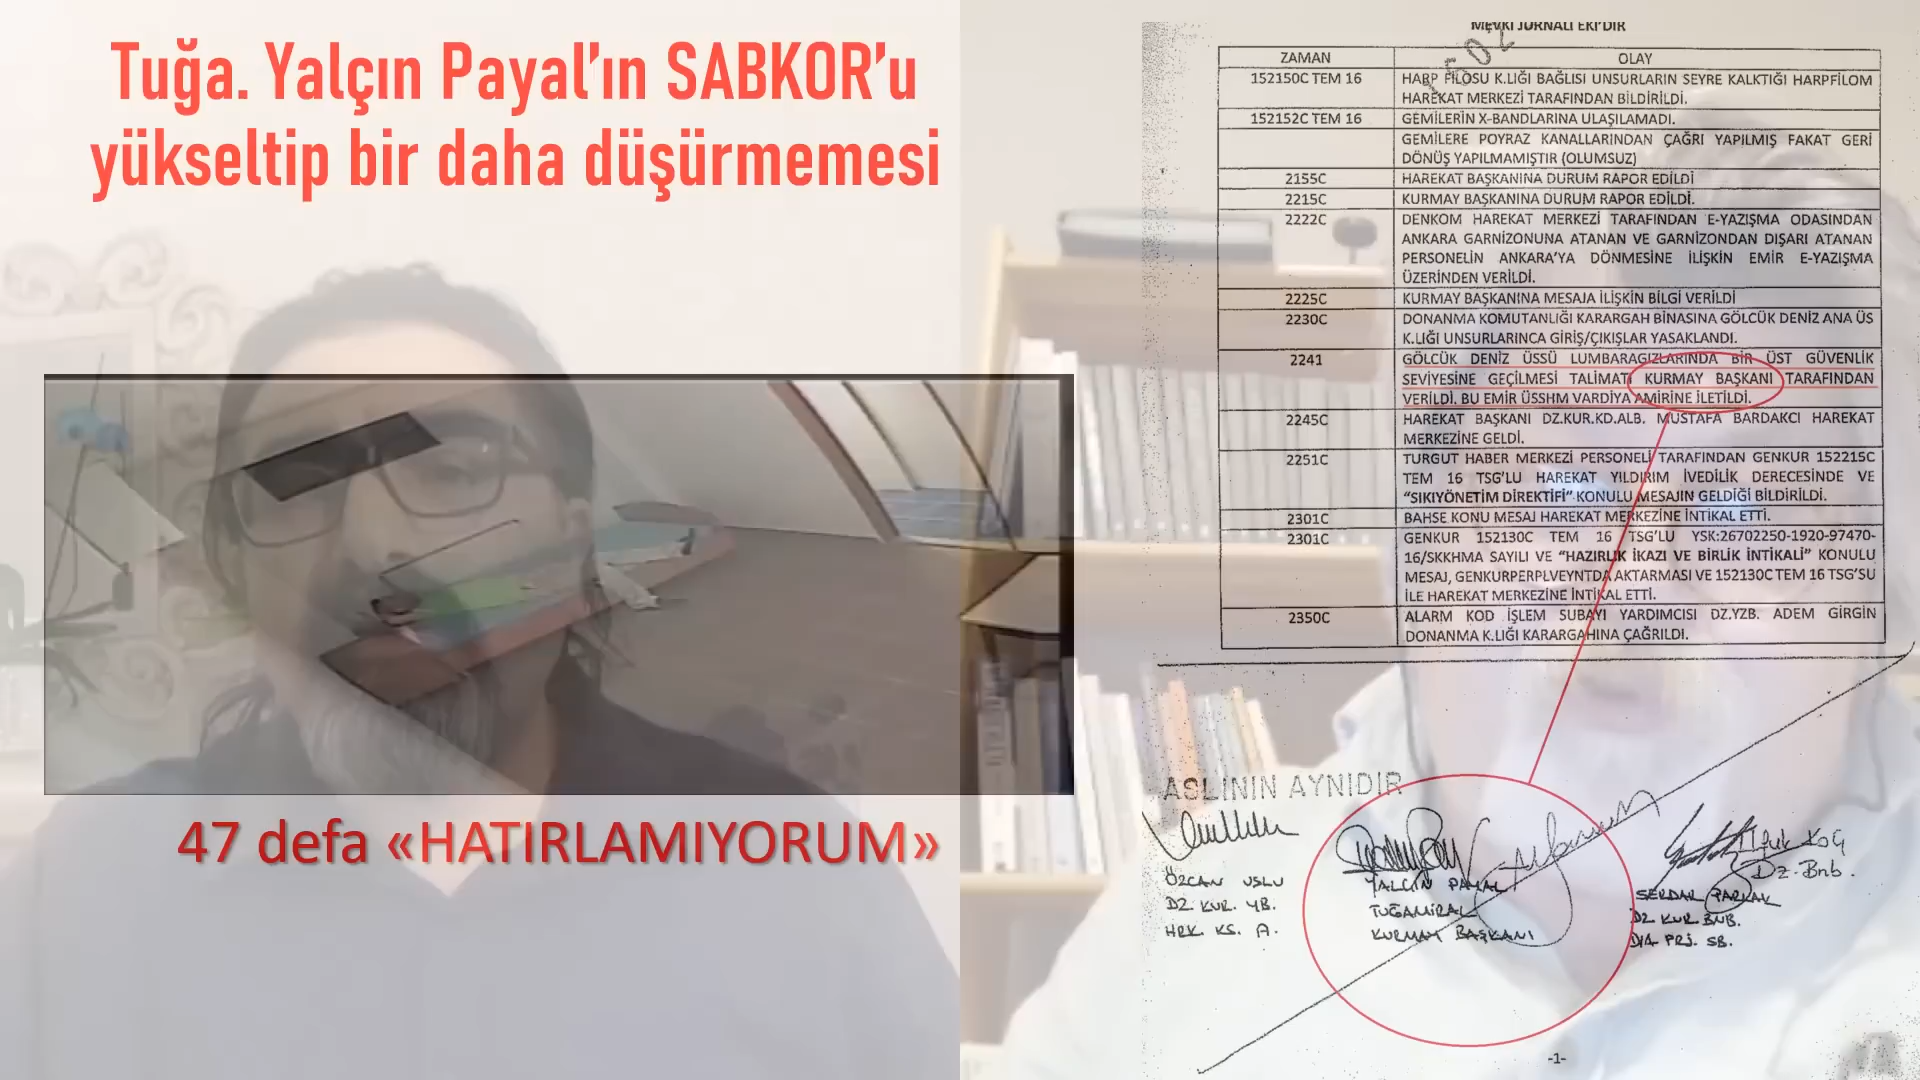 Tuğa. Yalçın Payal’ın SABKOR’u
yükseltip bir daha düşürmemesi
47 defa «HATIRLAMIYORUM»
MEVKİ JURNALİ EKİ'DİR
1502
ZAMAN OLAY
152150C TEM 16 HARP FİLOSU K.LIĞI BAĞLISI UNSURLARIN SEYRE KALKTIĞI HARPFİLOM
HAREKAT MERKEZİ TARAFINDAN BİLDİRİLDİ.
152152C TEM 16 GEMİLERİN X-BANDLARINA ULAŞILAMADI.
GEMİLERE POYRAZ KANALLARINDAN ÇAĞRI YAPILMIŞ FAKAT GERİ
DÖNÜŞ YAPILMAMIŞTIR (OLUMSUZ)
2155C HAREKAT BAŞKANINA DURUM RAPOR EDİLDİ
2215C KURMAY BAŞKANINA DURUM RAPOR EDİLDİ.
2222C DENKOM HAREKAT MERKEZİ TARAFINDAN E-YAZIŞMA ODASINDAN
ANKARA GARNİZONUNA ATANAN VE GARNİZONDAN DIŞARI ATANAN
PERSONELİN ANKARA'YA DÖNMESİNE İLİŞKİN EMİR E-YAZIŞMA
ÜZERİNDEN VERİLDİ.
2225C KURMAY BAŞKANINA MESAJA İLİŞKİN BİLGİ VERİLDİ
2230C DONANMA KOMUTANLIĞI KARARGAH BİNASINA GÖLCÜK DENİZ ANA ÜS
K.LIĞI UNSURLARINCA GİRİŞ/ÇIKIŞLAR YASAKLANDI.
2241 GÖLCÜK DENİZ ÜSSÜ LUMBARAGIZLARINDA BİR ÜST GÜVENLİK
SEVİYESİNE GEÇİLMESİ TALİMATI KURMAY BAŞKANI TARAFINDAN
VERİLDİ. BU EMİR ÜSSHM VARDİYA AMİRİNE İLETİLDİ.
2245C HAREKAT BAŞKANI DZ.KUR.KD.ALB. MUSTAFA BARDAKCI HAREKAT
MERKEZİNE GELDİ.
2251C TURGUT HABER MERKEZİ PERSONELİ TARAFINDAN GENKUR 152215C
TEM 16 TSG'LU HAREKAT YILDIRIM İVEDİLİK DERECESİNDE VE
“SIKIYÖNETİM DİREKTİFİ” KONULU MESAJIN GELDİĞİ BİLDİRİLDİ.
2301C BAHSE KONU MESAJ HAREKAT MERKEZİNE İNTİKAL ETTİ.
2301C GENKUR 152130C TEM 16 TSG'LU YSK:26702250-1920-97470-
16/SKKHMA SAYILI VE “HAZIRLIK İKAZI VE BİRLİK İNTİKALİ” KONULU
MESAJ, GENKURPERPLVEYNTDA AKTARMASI VE 152130C TEM 16 TSG'SU
İLE HAREKAT MERKEZİNE İNTİKAL ETTİ.
2350C ALARM KOD İŞLEM SUBAYI YARDIMCISI DZ.YZB. ADEM GİRGİN
DONANMA K.LIĞI KARARGAHINA ÇAĞRILDI.
ASLININ AYNIDIR
ÖZCAN USLU
DZ. KUR. YB.
HRK. KS. A.
YALÇIN PAYAL
TUĞAMİRAL
KURMAY BAŞKANI
Ufuk Koç
Dz. Bnb.
SERDAR PARLAK
DZ KUR BNB.
PRJ. SB.
-1-